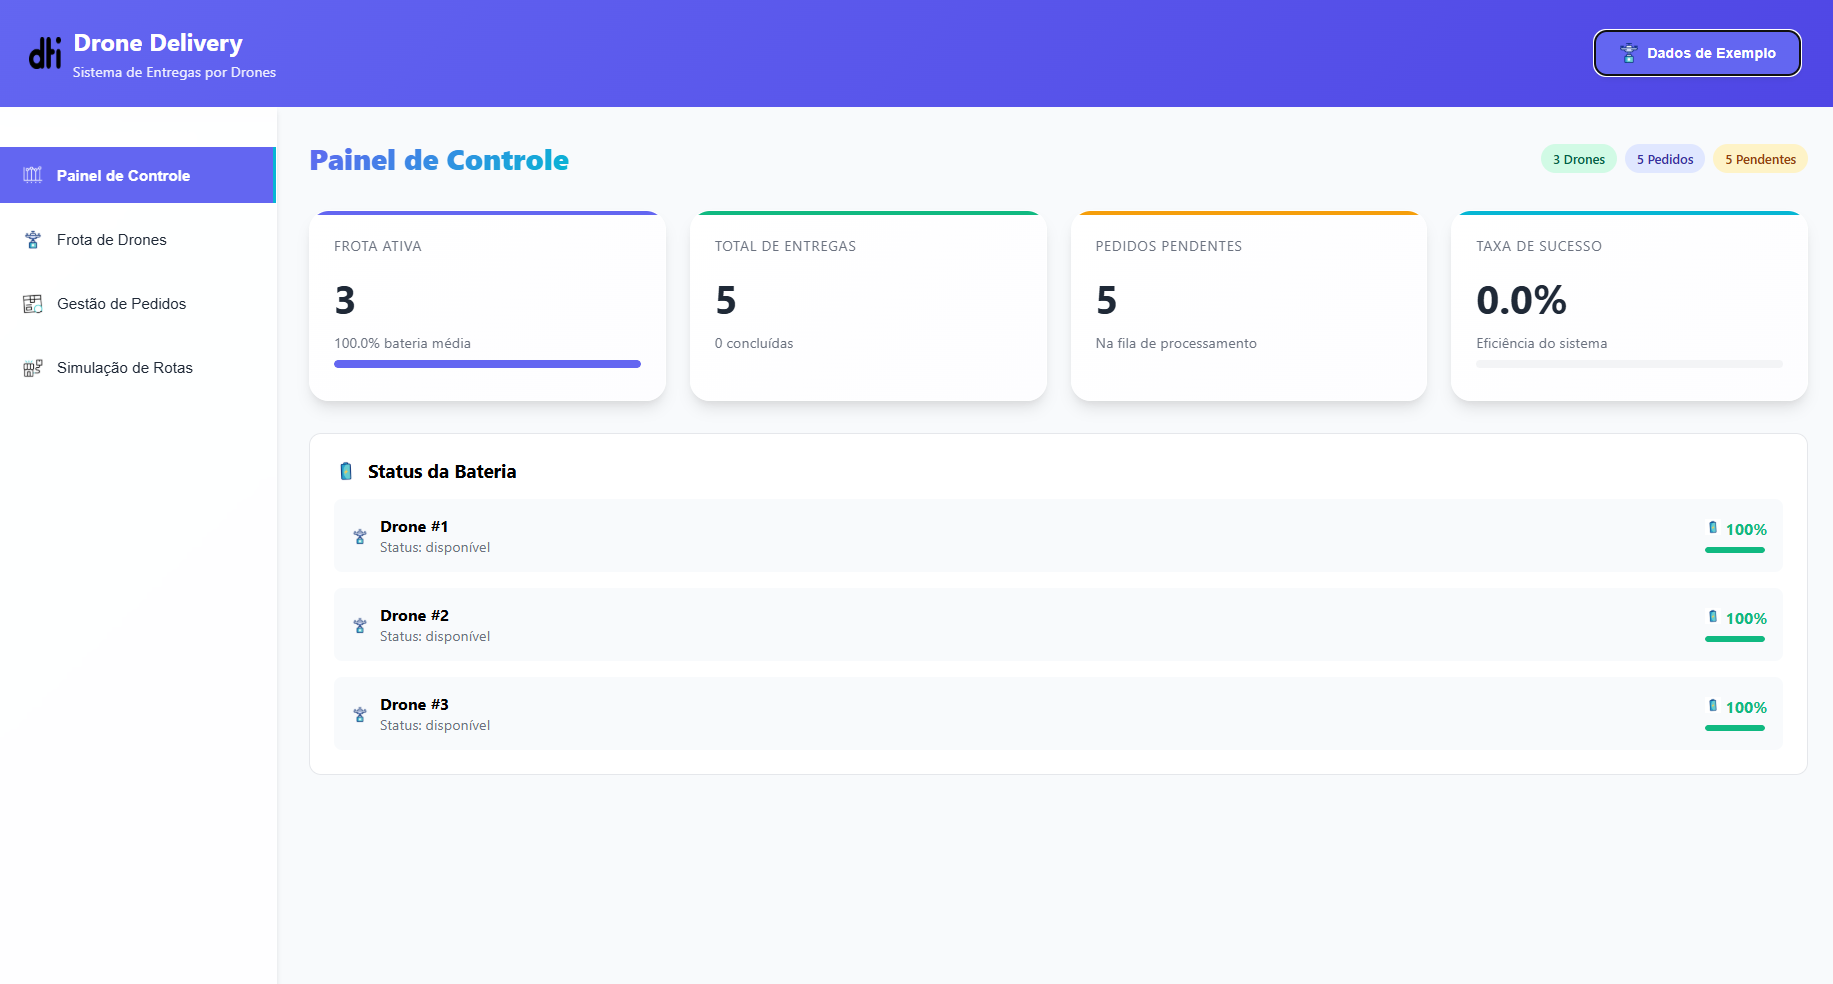 dti
Drone Delivery
Sistema de Entregas por Drones
Dados de Exemplo
Painel de Controle
Frota de Drones
Gestão de Pedidos
Simulação de Rotas
Painel de Controle
3 Drones
5 Pedidos
5 Pendentes
FROTA ATIVA
3
100.0% bateria média
TOTAL DE ENTREGAS
5
0 concluídas
PEDIDOS PENDENTES
5
Na fila de processamento
TAXA DE SUCESSO
0.0%
Eficiência do sistema
Status da Bateria
Drone #1
Status: disponível
100%
Drone #2
Status: disponível
100%
Drone #3
Status: disponível
100%